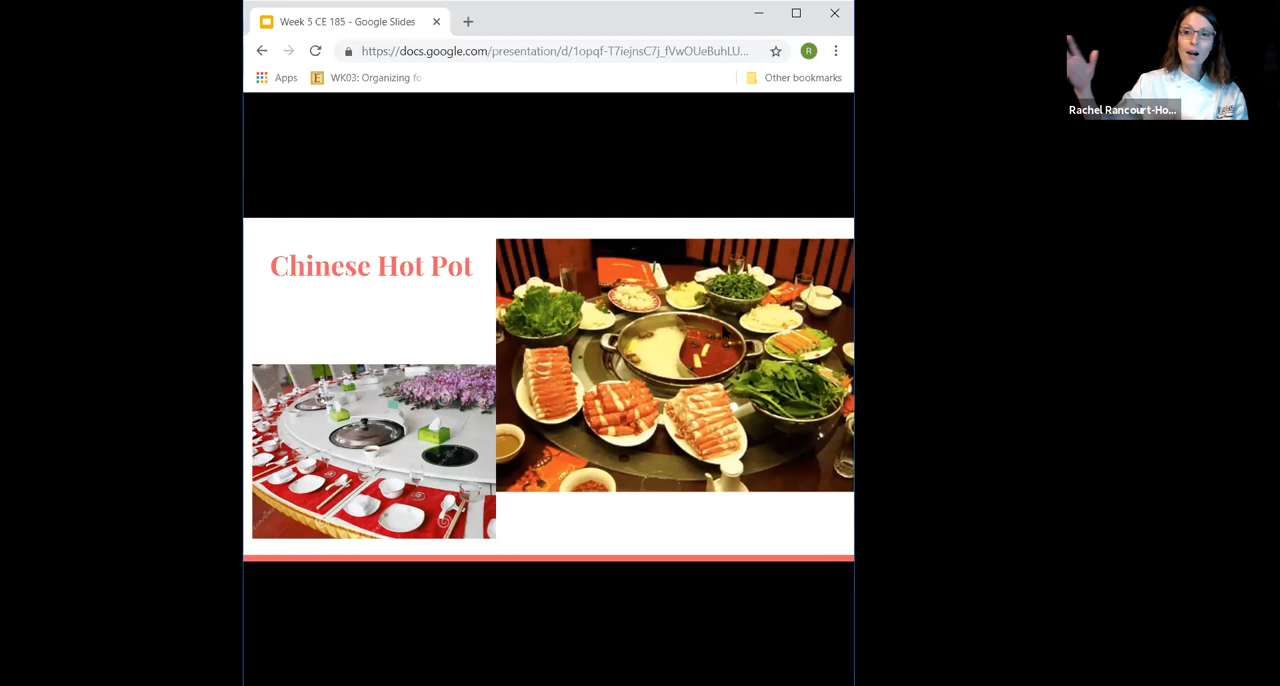 Week 5 CE 185 - Google Slides
https://docs.google.com/presentation/d/1opqf-T7iejnsC7j_fVwOUeBuhLU...
R
Apps
WK03: Organizing fo
Other bookmarks
Rachel Rancourt-Ho...
Chinese Hot Pot